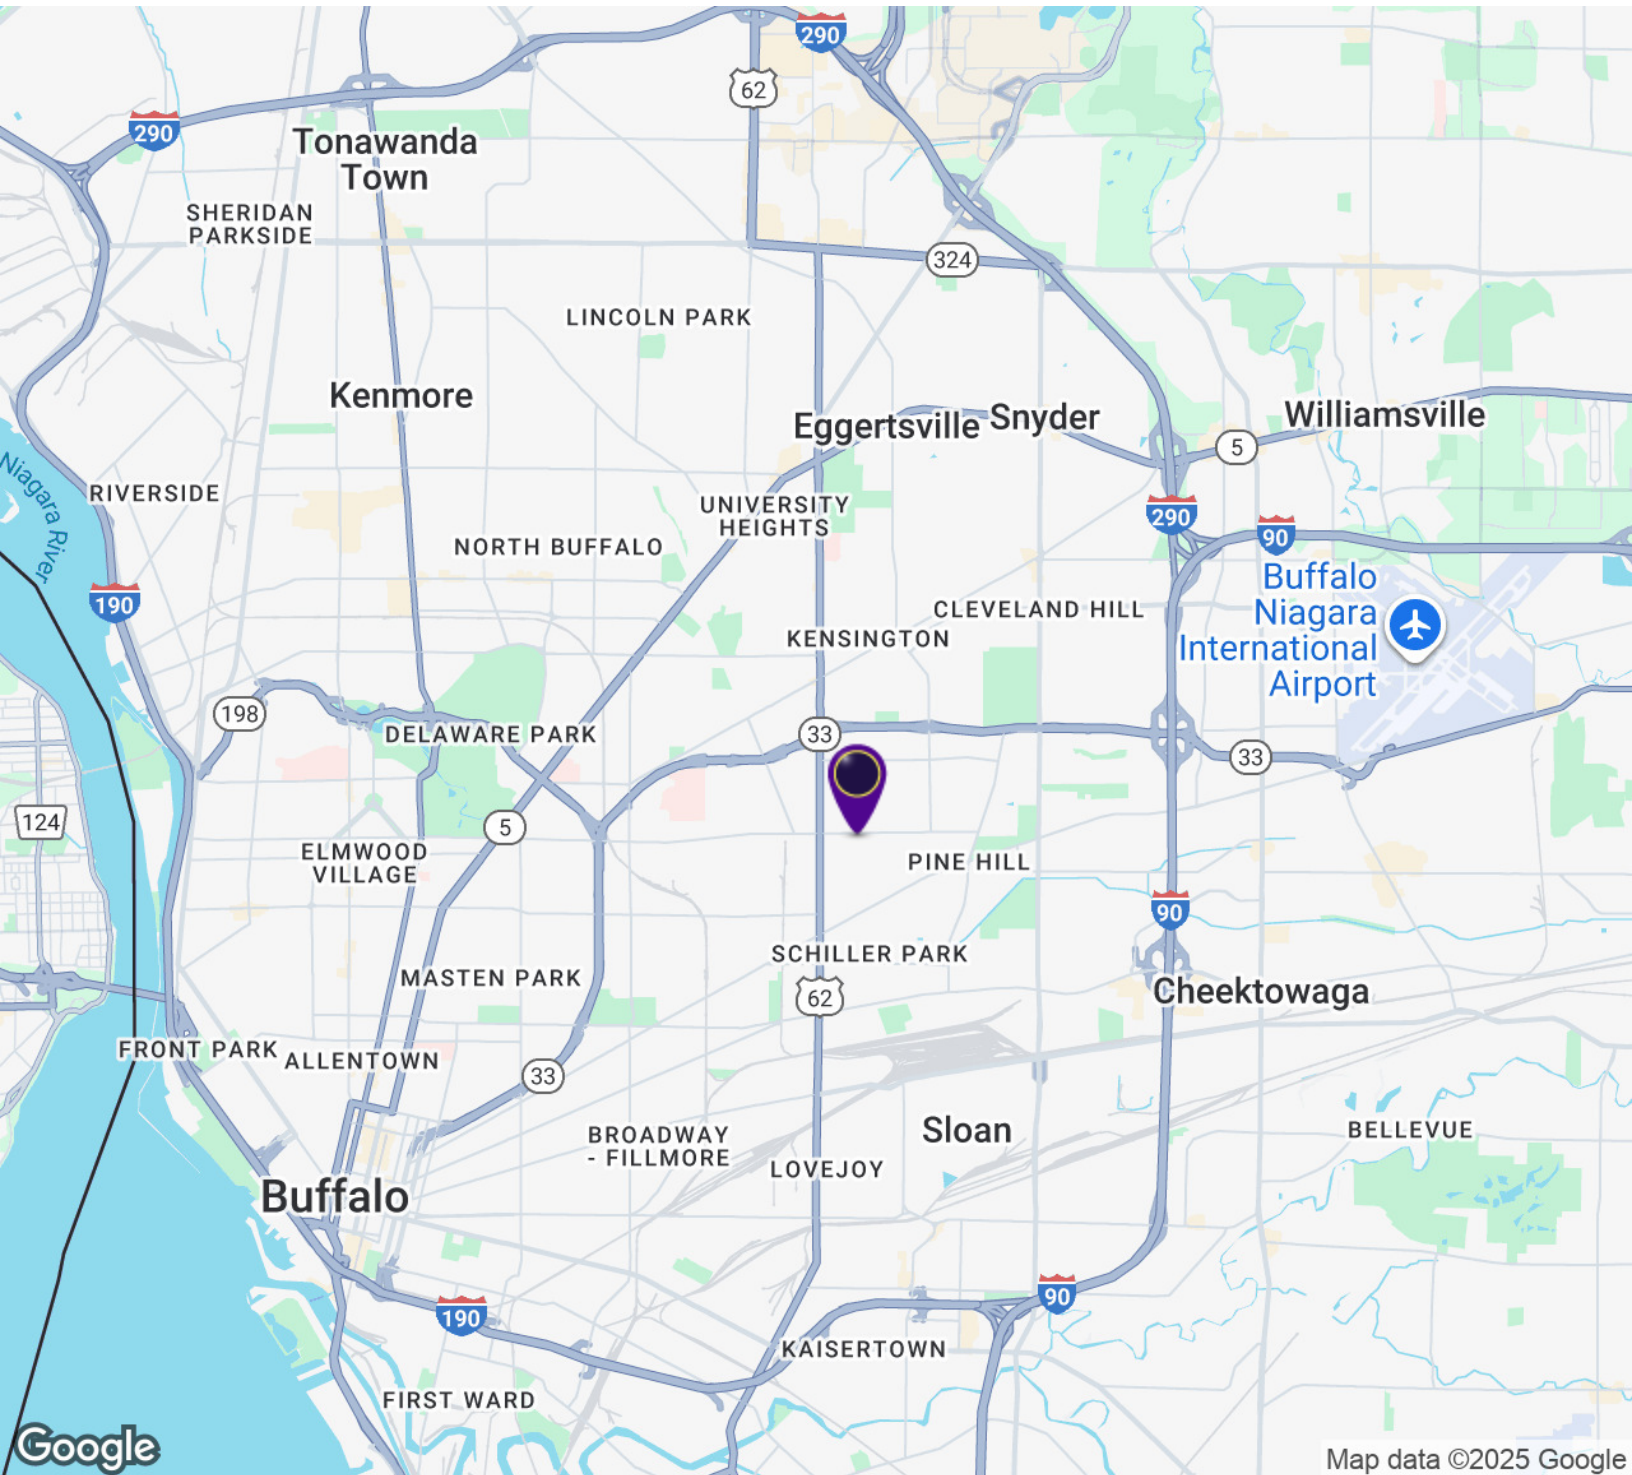 290
62
290
Tonawanda
Town
SHERIDAN
PARKSIDE
324
LINCOLN PARK
Kenmore
Eggertsville
Snyder
Williamsville
5
Niagara River
RIVERSIDE
UNIVERSITY
HEIGHTS
290
90
NORTH BUFFALO
190
Buffalo
Niagara
International
Airport
CLEVELAND HILL
KENSINGTON
198
DELAWARE PARK
33
33
124
5
ELMWOOD
VILLAGE
PINE HILL
90
SCHILLER PARK
MASTEN PARK
62
Cheektowaga
FRONT PARK
ALLENTOWN
33
BROADWAY
- FILLMORE
Sloan
BELLEVUE
LOVEJOY
Buffalo
190
90
KAISERTOWN
FIRST WARD
Google
Map data ©2025 Google